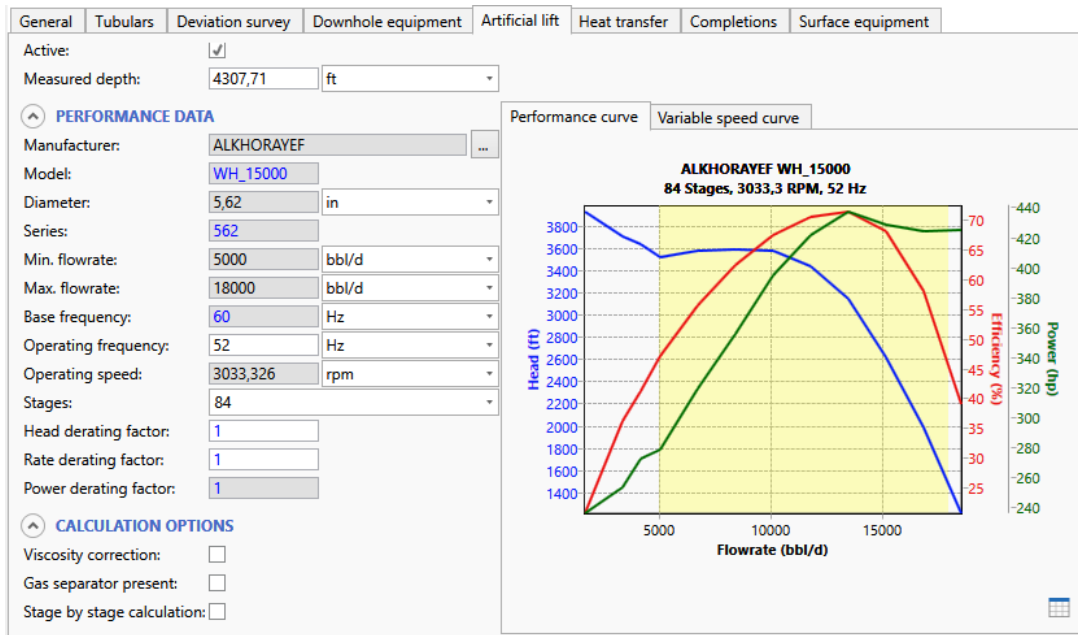 General Tubulars Deviation survey Downhole equipment Artificial lift Heat transfer Completions Surface equipment
Active:
Measured depth: 4307,71 ft
PERFORMANCE DATA
Manufacturer: ALKHORAYEF ...
Model: WH_15000
Diameter: 5,62 in
Series: 562
Min. flowrate: 5000 bbl/d
Max. flowrate: 18000 bbl/d
Base frequency: 60 Hz
Operating frequency: 52 Hz
Operating speed: 3033,326 rpm
Stages: 84
Head derating factor: 1
Rate derating factor: 1
Power derating factor: 1
CALCULATION OPTIONS
Viscosity correction:
Gas separator present:
Stage by stage calculation:
Performance curve Variable speed curve
ALKHORAYEF WH_15000
84 Stages, 3033,3 RPM, 52 Hz
Head (ft)
3800
3600
3400
3200
3000
2800
2600
2400
2200
2000
1800
1600
1400
5000 10000 15000
Flowrate (bbl/d)
70
65
60
55
50
45
40
35
30
25
Efficiency (%)
440
420
400
380
360
340
320
300
280
260
240
Power (hp)